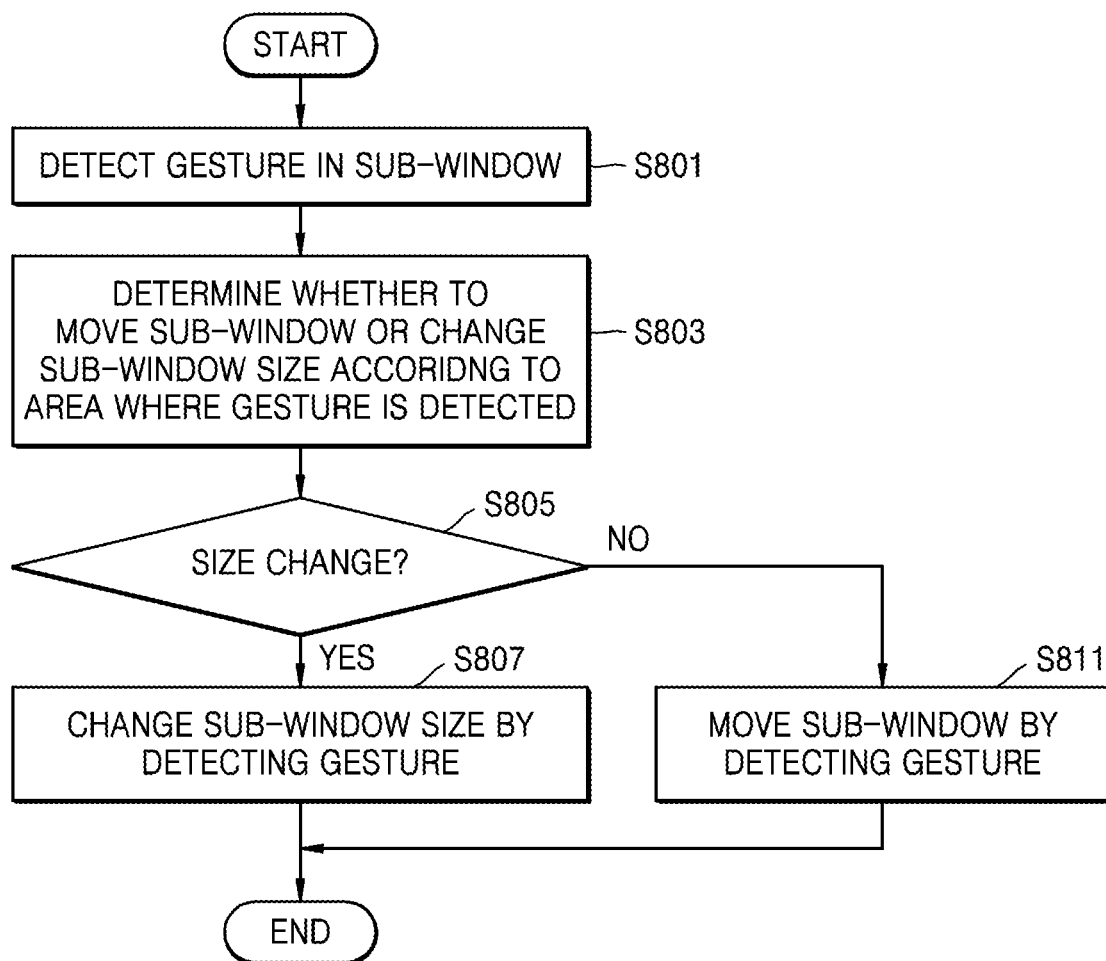 START
DETECT GESTURE IN SUB-WINDOW
S801
DETERMINE WHETHER TO
MOVE SUB-WINDOW OR CHANGE
SUB-WINDOW SIZE ACCORIDNG TO
AREA WHERE GESTURE IS DETECTED
S803
S805
SIZE CHANGE?
NO
YES
S807
CHANGE SUB-WINDOW SIZE BY
DETECTING GESTURE
S811
MOVE SUB-WINDOW BY
DETECTING GESTURE
END